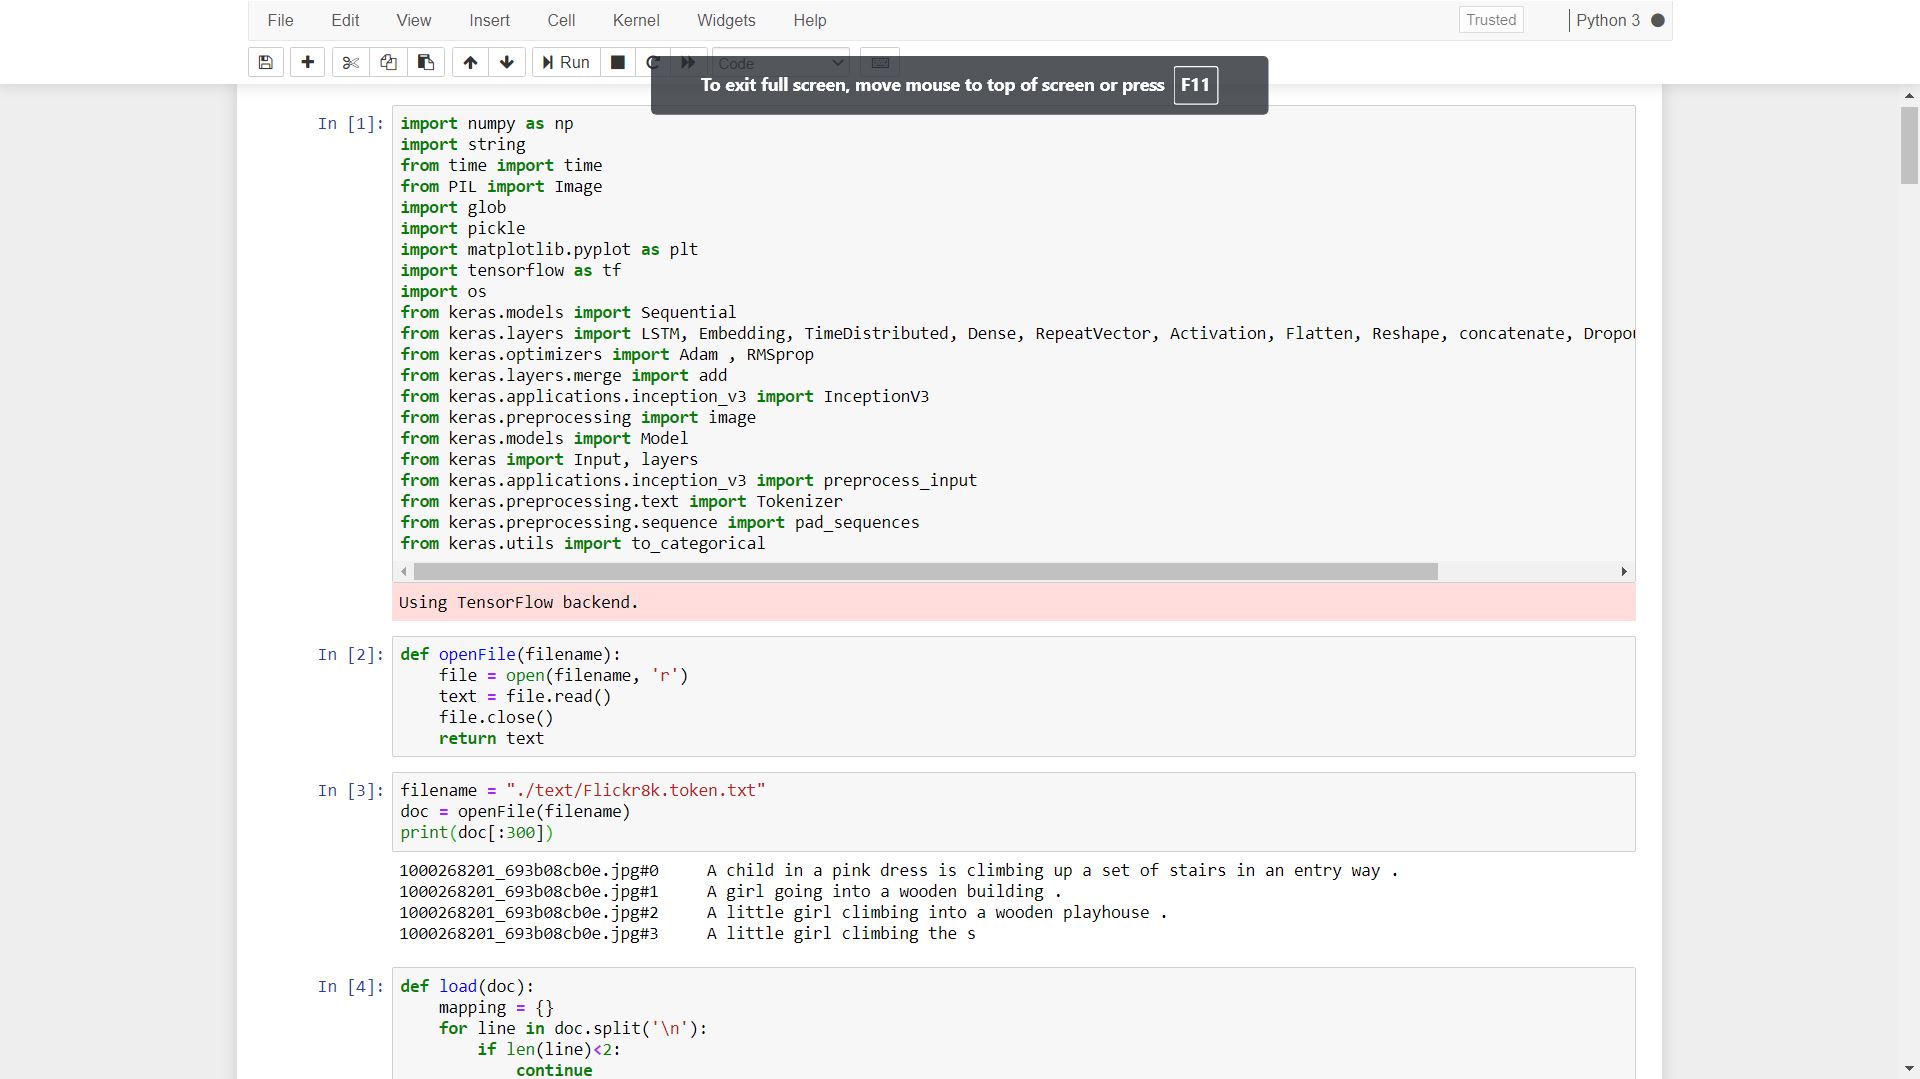 File Edit View Insert Cell Kernel Widgets Help Trusted Python 3
Run Code
To exit full screen, move mouse to top of screen or press F11
In [1]: import numpy as np
import string
from time import time
from PIL import Image
import glob
import pickle
import matplotlib.pyplot as plt
import tensorflow as tf
import os
from keras.models import Sequential
from keras.layers import LSTM, Embedding, TimeDistributed, Dense, RepeatVector, Activation, Flatten, Reshape, concatenate,
from keras.optimizers import Adam , RMSprop
from keras.layers.merge import add
from keras.applications.inception_v3 import InceptionV3
from keras.preprocessing import image
from keras.models import Model
from keras import Input, layers
from keras.applications.inception_v3 import preprocess_input
from keras.preprocessing.text import Tokenizer
from keras.preprocessing.sequence import pad_sequences
from keras.utils import to_categorical
Using TensorFlow backend.
In [2]: def openFile(filename):
file = open(filename, 'r')
text = file.read()
file.close()
return text
In [3]: filename = "./text/Flickr8k.token.txt"
doc = openFile(filename)
print(doc[:300])
1000268201_693b08cb0e.jpg#0 A child in a pink dress is climbing up a set of stairs in an entry way .
1000268201_693b08cb0e.jpg#1 A girl going into a wooden building .
1000268201_693b08cb0e.jpg#2 A little girl climbing into a wooden playhouse .
1000268201_693b08cb0e.jpg#3 A little girl climbing the s
In [4]: def load(doc):
mapping = {}
for line in doc.split('\n'):
if len(line)<2:
continue